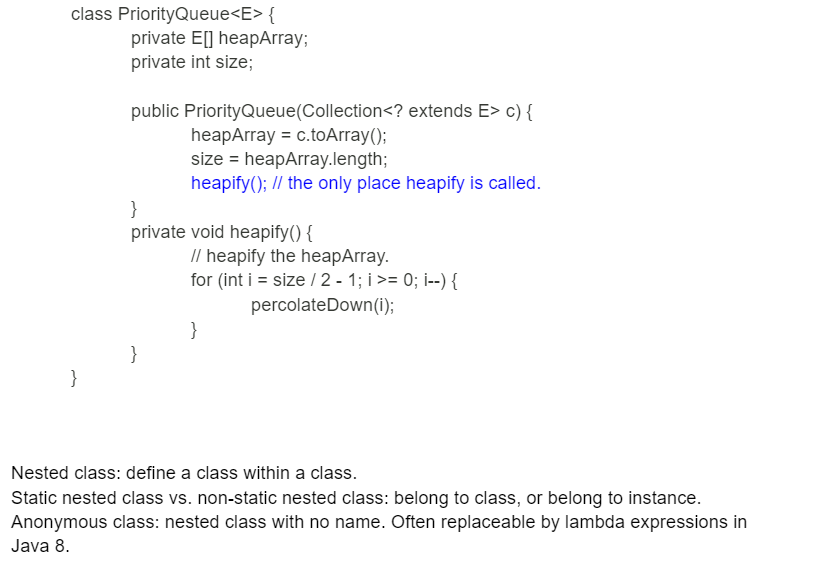 class PriorityQueue<E> {
private E[] heapArray;
private int size;
public PriorityQueue(Collection<? extends E> c) {
heapArray = c.toArray();
size = heapArray.length;
heapify(); // the only place heapify is called.
}
private void heapify() {
// heapify the heapArray.
for (int i = size / 2 - 1; i >= 0; i--) {
percolateDown(i);
}
}
}
Nested class: define a class within a class.
Static nested class vs. non-static nested class: belong to class, or belong to instance.
Anonymous class: nested class with no name. Often replaceable by lambda expressions in
Java 8.